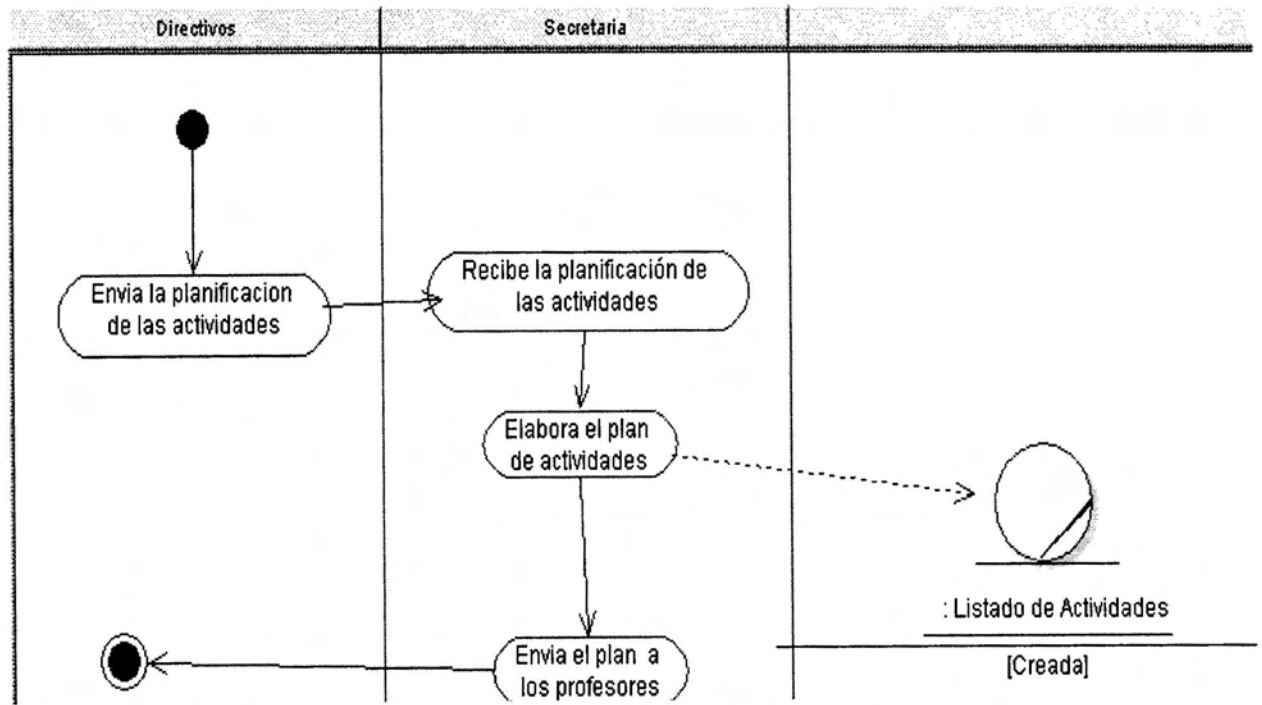 Directivos
Secretaria
Envia la planificacion
de las actividades
Recibe la planificación de
las actividades
Elabora el plan
de actividades
: Listado de Actividades
[Creada]
Envia el plan a
los profesores